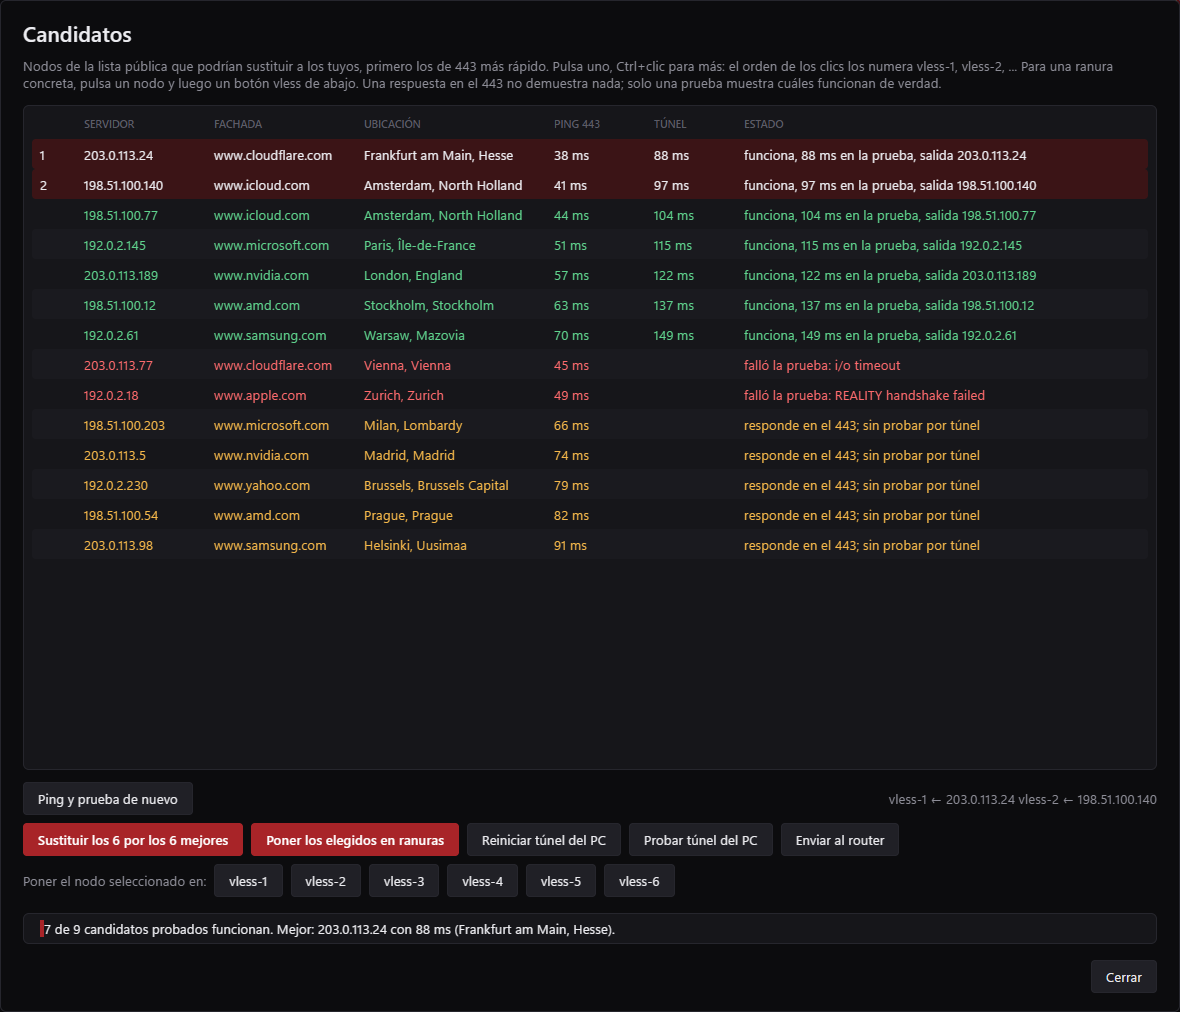 Candidatos
Nodos de la lista pública que podrían sustituir a los tuyos, primero los de 443 más rápido. Pulsa uno, Ctrl+clic para más: el orden de los clics los numera vless-1, vless-2, ... Para una ranura
concreta, pulsa un nodo y luego un botón vless de abajo. Una respuesta en el 443 no demuestra nada; solo una prueba muestra cuáles funcionan de verdad.
SERVIDOR FACHADA UBICACIÓN PING 443 TÚNEL ESTADO
1 203.0.113.24 www.cloudflare.com Frankfurt am Main, Hesse 38 ms 88 ms funciona, 88 ms en la prueba, salida 203.0.113.24
2 198.51.100.140 www.icloud.com Amsterdam, North Holland 41 ms 97 ms funciona, 97 ms en la prueba, salida 198.51.100.140
198.51.100.77 www.icloud.com Amsterdam, North Holland 44 ms 104 ms funciona, 104 ms en la prueba, salida 198.51.100.77
192.0.2.145 www.microsoft.com Paris, Île-de-France 51 ms 115 ms funciona, 115 ms en la prueba, salida 192.0.2.145
203.0.113.189 www.nvidia.com London, England 57 ms 122 ms funciona, 122 ms en la prueba, salida 203.0.113.189
198.51.100.12 www.amd.com Stockholm, Stockholm 63 ms 137 ms funciona, 137 ms en la prueba, salida 198.51.100.12
192.0.2.61 www.samsung.com Warsaw, Mazovia 70 ms 149 ms funciona, 149 ms en la prueba, salida 192.0.2.61
203.0.113.77 www.cloudflare.com Vienna, Vienna 45 ms falló la prueba: i/o timeout
192.0.2.18 www.apple.com Zurich, Zurich 49 ms falló la prueba: REALITY handshake failed
198.51.100.203 www.microsoft.com Milan, Lombardy 66 ms responde en el 443; sin probar por túnel
203.0.113.5 www.nvidia.com Madrid, Madrid 74 ms responde en el 443; sin probar por túnel
192.0.2.230 www.yahoo.com Brussels, Brussels Capital 79 ms responde en el 443; sin probar por túnel
198.51.100.54 www.amd.com Prague, Prague 82 ms responde en el 443; sin probar por túnel
203.0.113.98 www.samsung.com Helsinki, Uusimaa 91 ms responde en el 443; sin probar por túnel
Ping y prueba de nuevo vless-1 ← 203.0.113.24 vless-2 ← 198.51.100.140
Sustituir los 6 por los 6 mejores Poner los elegidos en ranuras Reiniciar túnel del PC Probar túnel del PC Enviar al router
Poner el nodo seleccionado en: vless-1 vless-2 vless-3 vless-4 vless-5 vless-6
7 de 9 candidatos probados funcionan. Mejor: 203.0.113.24 con 88 ms (Frankfurt am Main, Hesse).
Cerrar